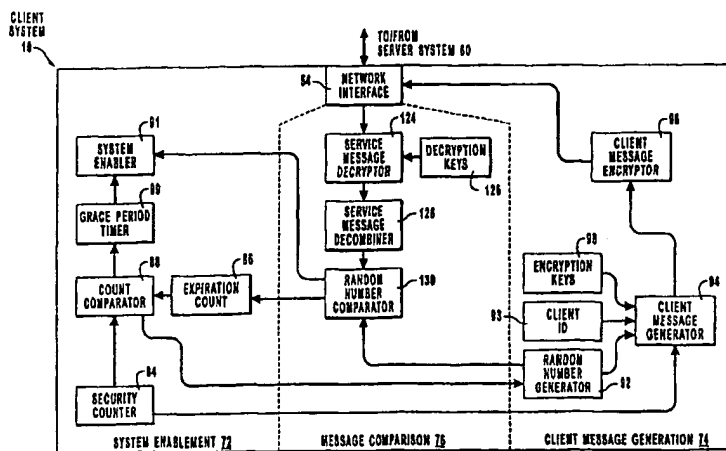 CLIENT
SYSTEM
10
TO/FROM
SERVER SYSTEM 60
NETWORK
INTERFACE
64
91
SYSTEM
ENABLER
124
SERVICE
MESSAGE
DECRYPTOR
DECRYPTION
KEYS
126
96
CLIENT
MESSAGE
ENCRYPTOR
89
GRACE PERIOD
TIMER
128
SERVICE
MESSAGE
DECOMBINER
88
COUNT
COMPARATOR
86
EXPIRATION
COUNT
130
RANDOM
NUMBER
COMPARATOR
98
ENCRYPTION
KEYS
93
CLIENT
ID
94
CLIENT
MESSAGE
GENERATOR
84
SECURITY
COUNTER
RANDOM
NUMBER
GENERATOR
92
SYSTEM ENABLEMENT 72
MESSAGE COMPARISON 76
CLIENT MESSAGE GENERATION 74